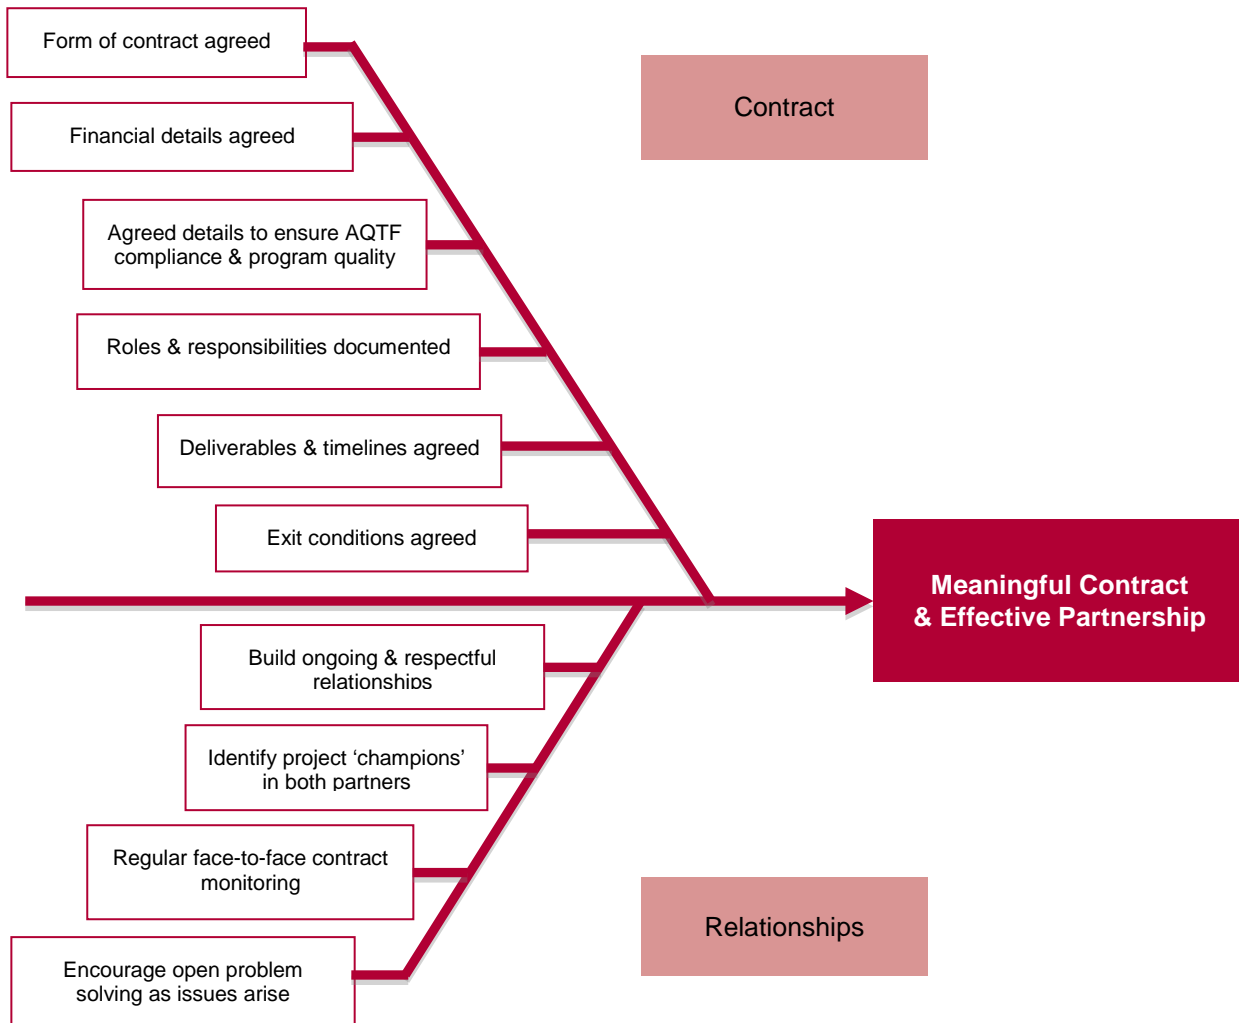 Form of contract agreed
Contract
Financial details agreed
Agreed details to ensure AQTF
compliance & program quality
Roles & responsibilities documented
Deliverables & timelines agreed
Exit conditions agreed
Meaningful Contract
& Effective Partnership
Build ongoing & respectful
relationships
Identify project ‘champions’
in both partners
Regular face-to-face contract
monitoring
Relationships
Encourage open problem
solving as issues arise